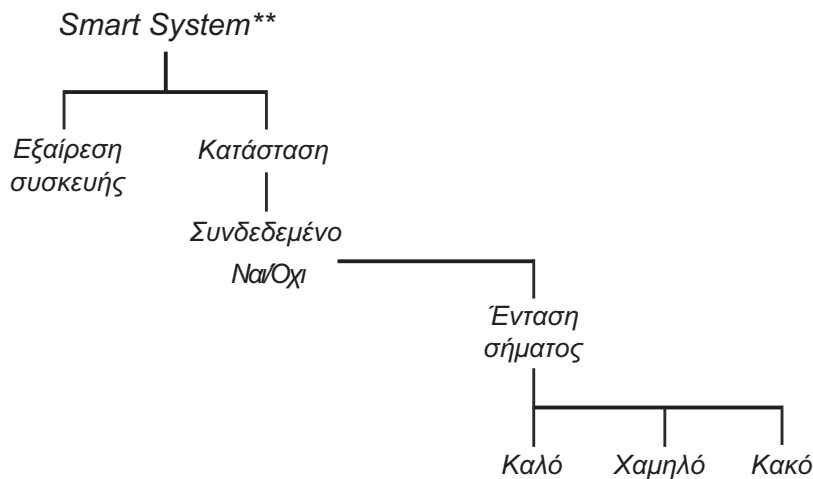 Smart System**
Εξαίρεση
συσκευής
Κατάσταση
Συνδεδεμένο
Ναι/Όχι
Ένταση
σήματος
Καλό
Χαμηλό
Κακό